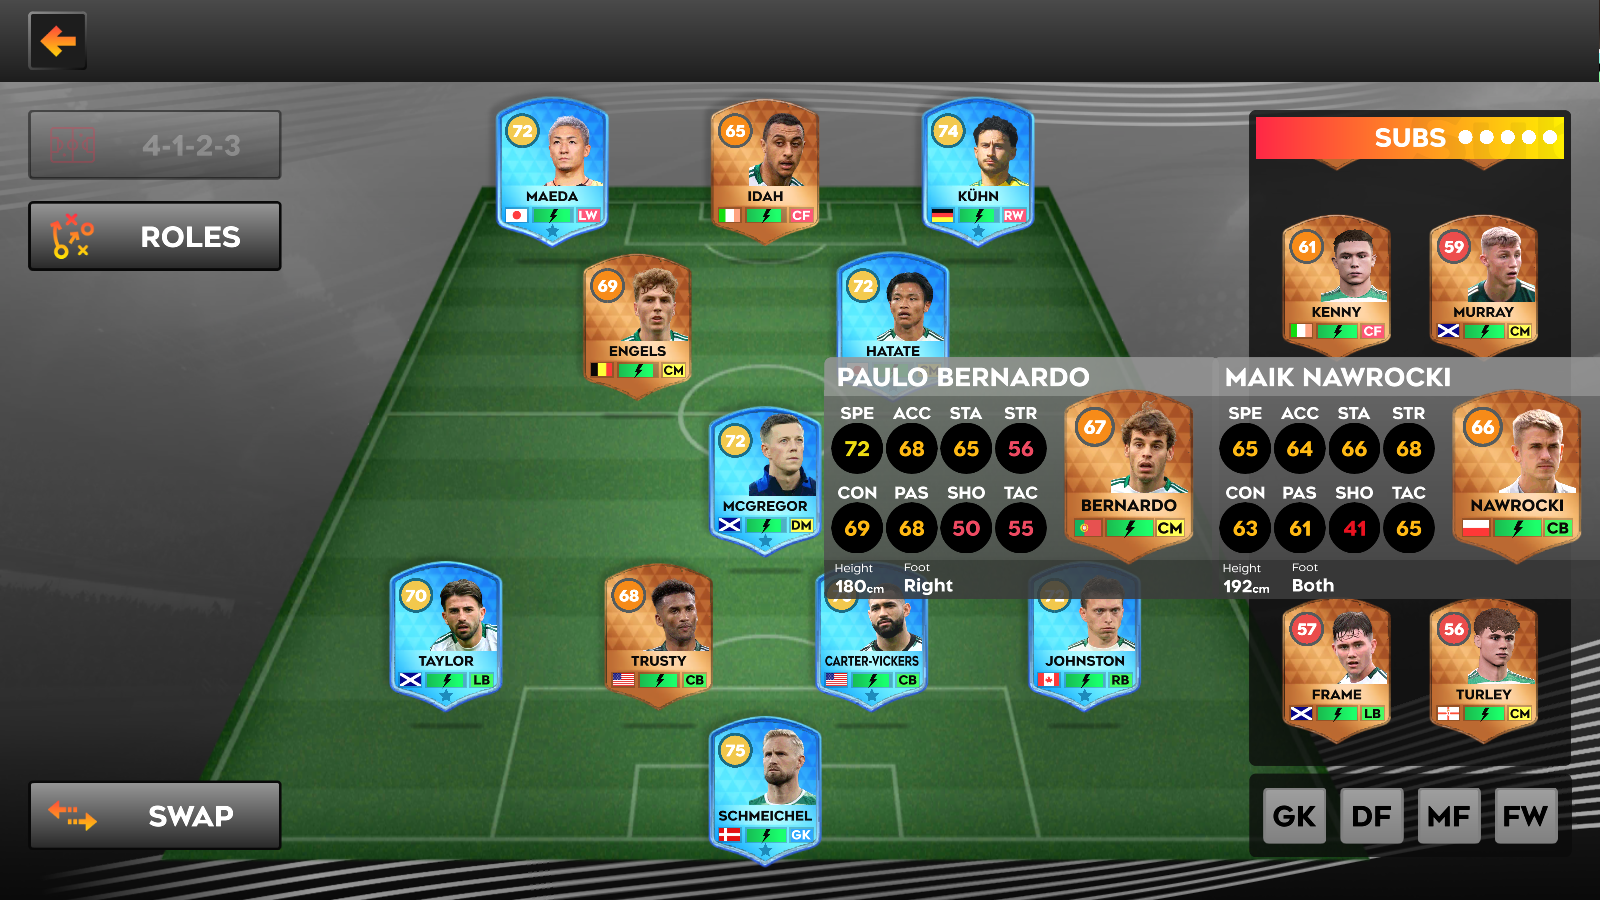 4-1-2-3
ROLES
SWAP
72
MAEDA
LW
65
IDAH
CF
74
KÜHN
RW
69
ENGELS
CM
72
HATATE
72
MCGREGOR
DM
70
TAYLOR
LB
68
TRUSTY
CB
CARTER-VICKERS
CB
JOHNSTON
RB
75
SCHMEICHEL
GK
PAULO BERNARDO
SPE ACC STA STR
72 68 65 56
CON PAS SHO TAC
69 68 50 55
Height Foot
180cm Right
67
BERNARDO
CM
MAIK NAWROCKI
SPE ACC STA STR
65 64 66 68
CON PAS SHO TAC
63 61 41 65
Height Foot
192cm Both
66
NAWROCKI
CB
SUBS
61
KENNY
CF
59
MURRAY
CM
57
FRAME
LB
56
TURLEY
CM
GK DF MF FW